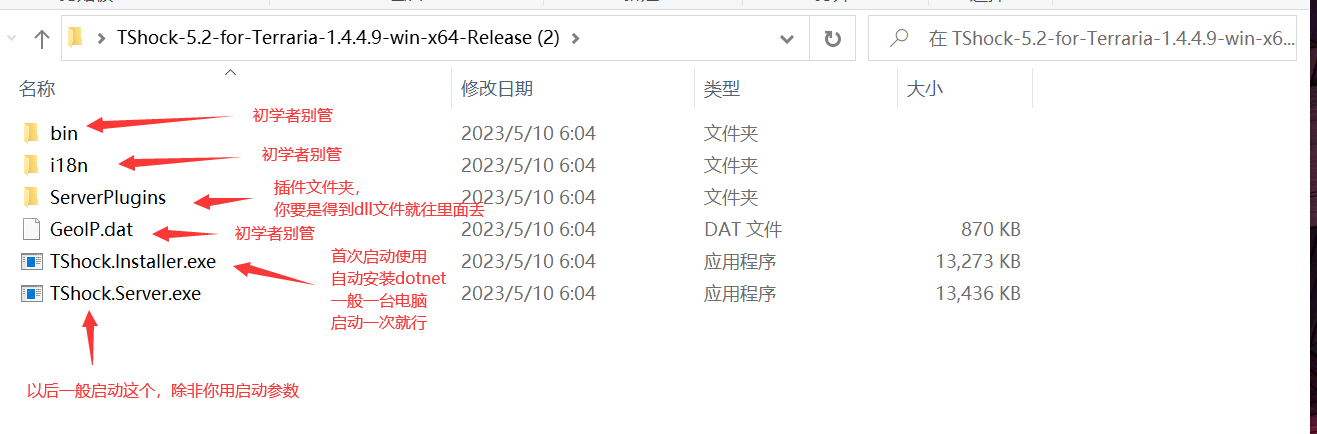 TShock-5.2-for-Terraria-1.4.4.9-win-x64-Release (2)
在 TShock-5.2-for-Terraria-1.4.4.9-win-x6...
名称 修改日期 类型 大小
初学者别管
bin 2023/5/10 6:04 文件夹
初学者别管
i18n 2023/5/10 6:04 文件夹
插件文件夹,
ServerPlugins 2023/5/10 6:04 文件夹
你要是得到dll文件就往里面去
GeoIP.dat 初学者别管 2023/5/10 6:04 DAT 文件 870 KB
首次启动使用
TShock.Installer.exe 2023/5/10 6:04 应用程序 13,273 KB
自动安装dotnet
TShock.Server.exe 2023/5/10 6:04 应用程序 13,436 KB
一般一台电脑
启动一次就行
以后一般启动这个，除非你用启动参数